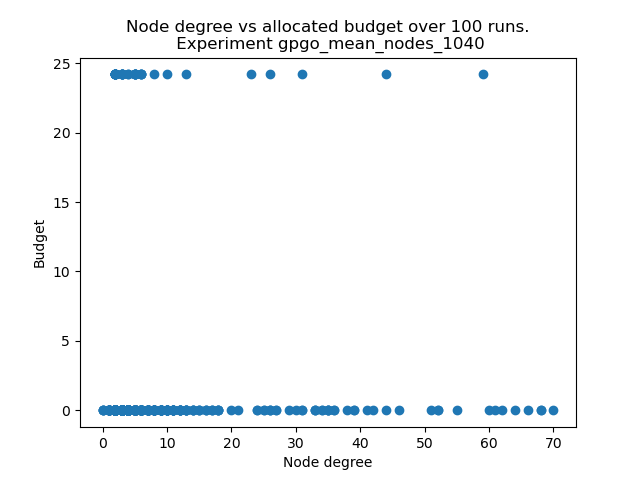 Node degree vs allocated budget over 100 runs.
Experiment gpgo_mean_nodes_1040
25
20
15
10
5
0
Budget
0 10 20 30 40 50 60 70
Node degree